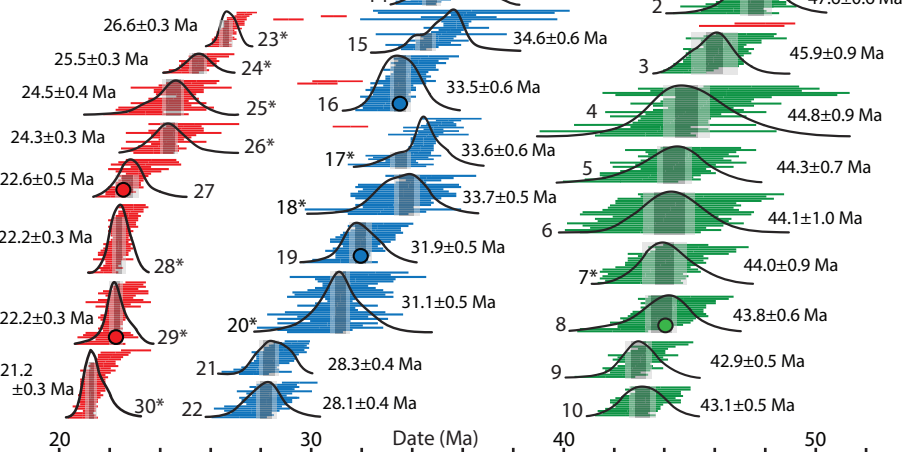 26.6±0.3 Ma
23*
25.5±0.3 Ma
24*
24.5±0.4 Ma
25*
24.3±0.3 Ma
26*
22.6±0.5 Ma
27
22.2±0.3 Ma
28*
22.2±0.3 Ma
29*
21.2
±0.3 Ma
30*
15
34.6±0.6 Ma
16
33.5±0.6 Ma
17*
33.6±0.6 Ma
18*
33.7±0.5 Ma
19
31.9±0.5 Ma
20*
31.1±0.5 Ma
21
28.3±0.4 Ma
22
28.1±0.4 Ma
2
3
45.9±0.9 Ma
4
44.8±0.9 Ma
5
44.3±0.7 Ma
6
44.1±1.0 Ma
7*
44.0±0.9 Ma
8
43.8±0.6 Ma
9
42.9±0.5 Ma
10
43.1±0.5 Ma
20 30 Date (Ma) 40 50